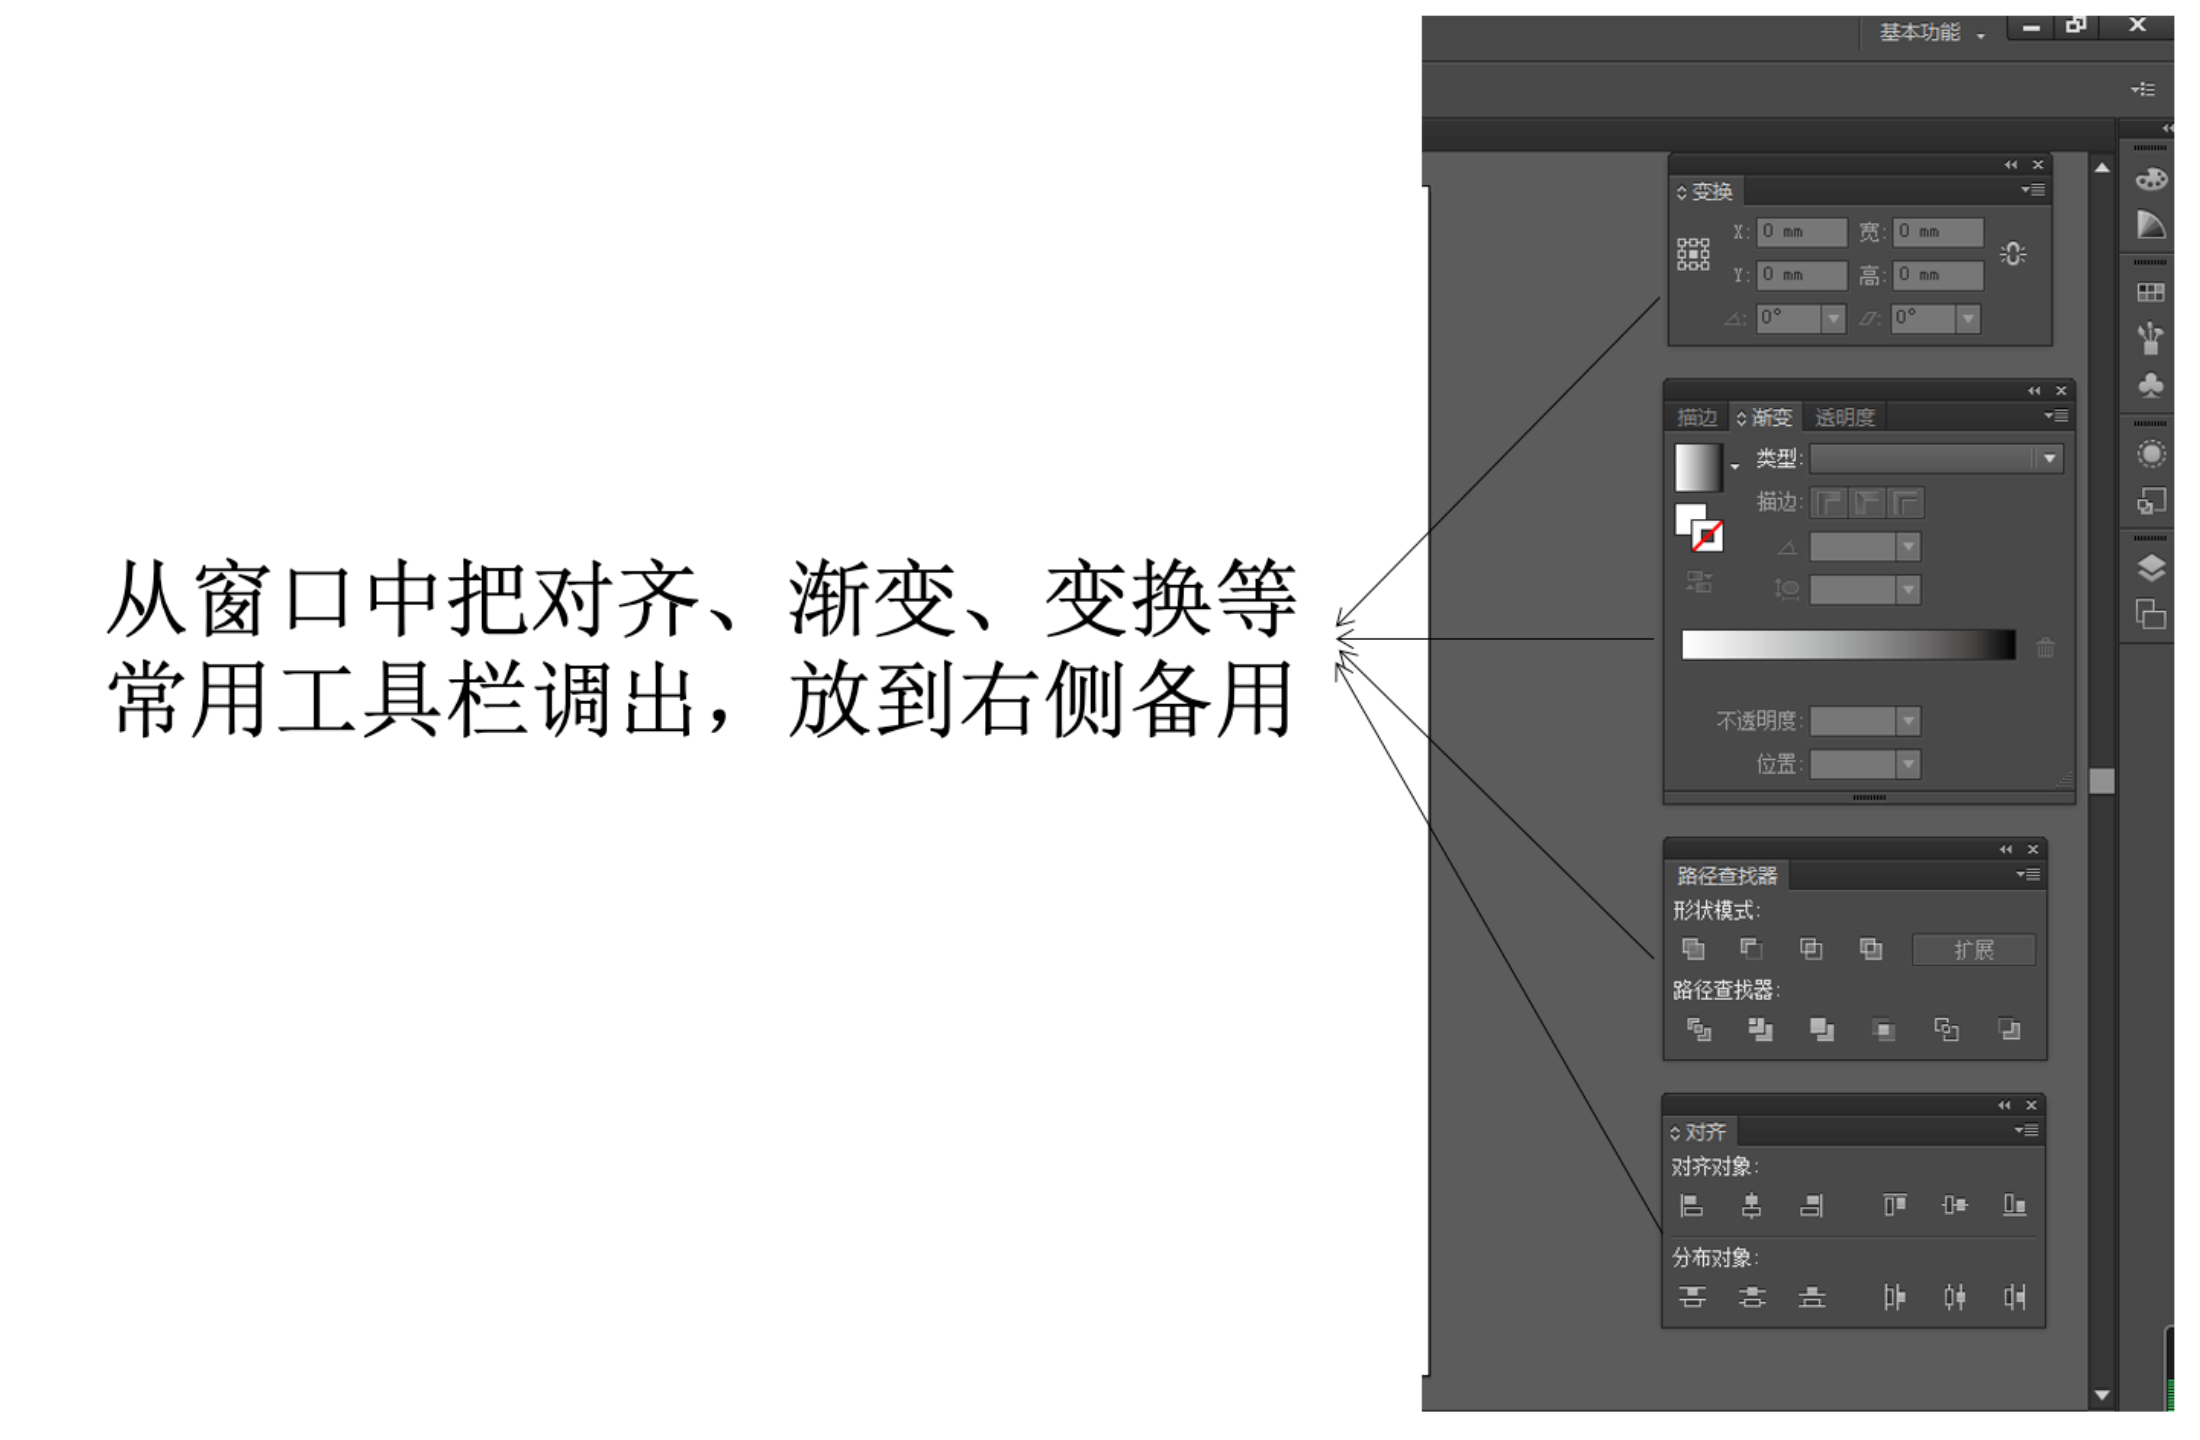 从窗口中把对齐、渐变、变换等
常用工具栏调出，放到右侧备用
基本功能
变换
X: 0 mm 宽: 0 mm
Y: 0 mm 高: 0 mm
0° 0°
描边 渐变 透明度
类型:
描边:
不透明度:
位置:
路径查找器
形状模式:
扩展
路径查找器:
对齐
对齐对象:
分布对象: